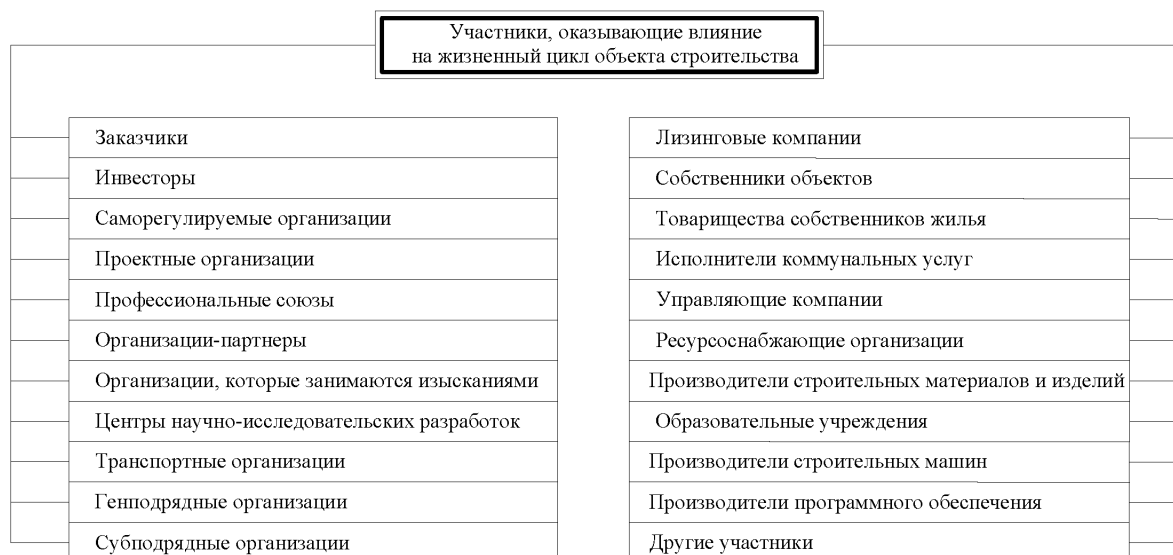 Участники, оказывающие влияние
на жизненный цикл объекта строительства
Заказчики
Инвесторы
Саморегулируемые организации
Проектные организации
Профессиональные союзы
Организации-партнеры
Организации, которые занимаются изысканиями
Центры научно-исследовательских разработок
Транспортные организации
Генподрядные организации
Субподрядные организации
Лизинговые компании
Собственники объектов
Товарищества собственников жилья
Исполнители коммунальных услуг
Управляющие компании
Ресурсоснабжающие организации
Производители строительных материалов и изделий
Образовательные учреждения
Производители строительных машин
Производители программного обеспечения
Другие участники